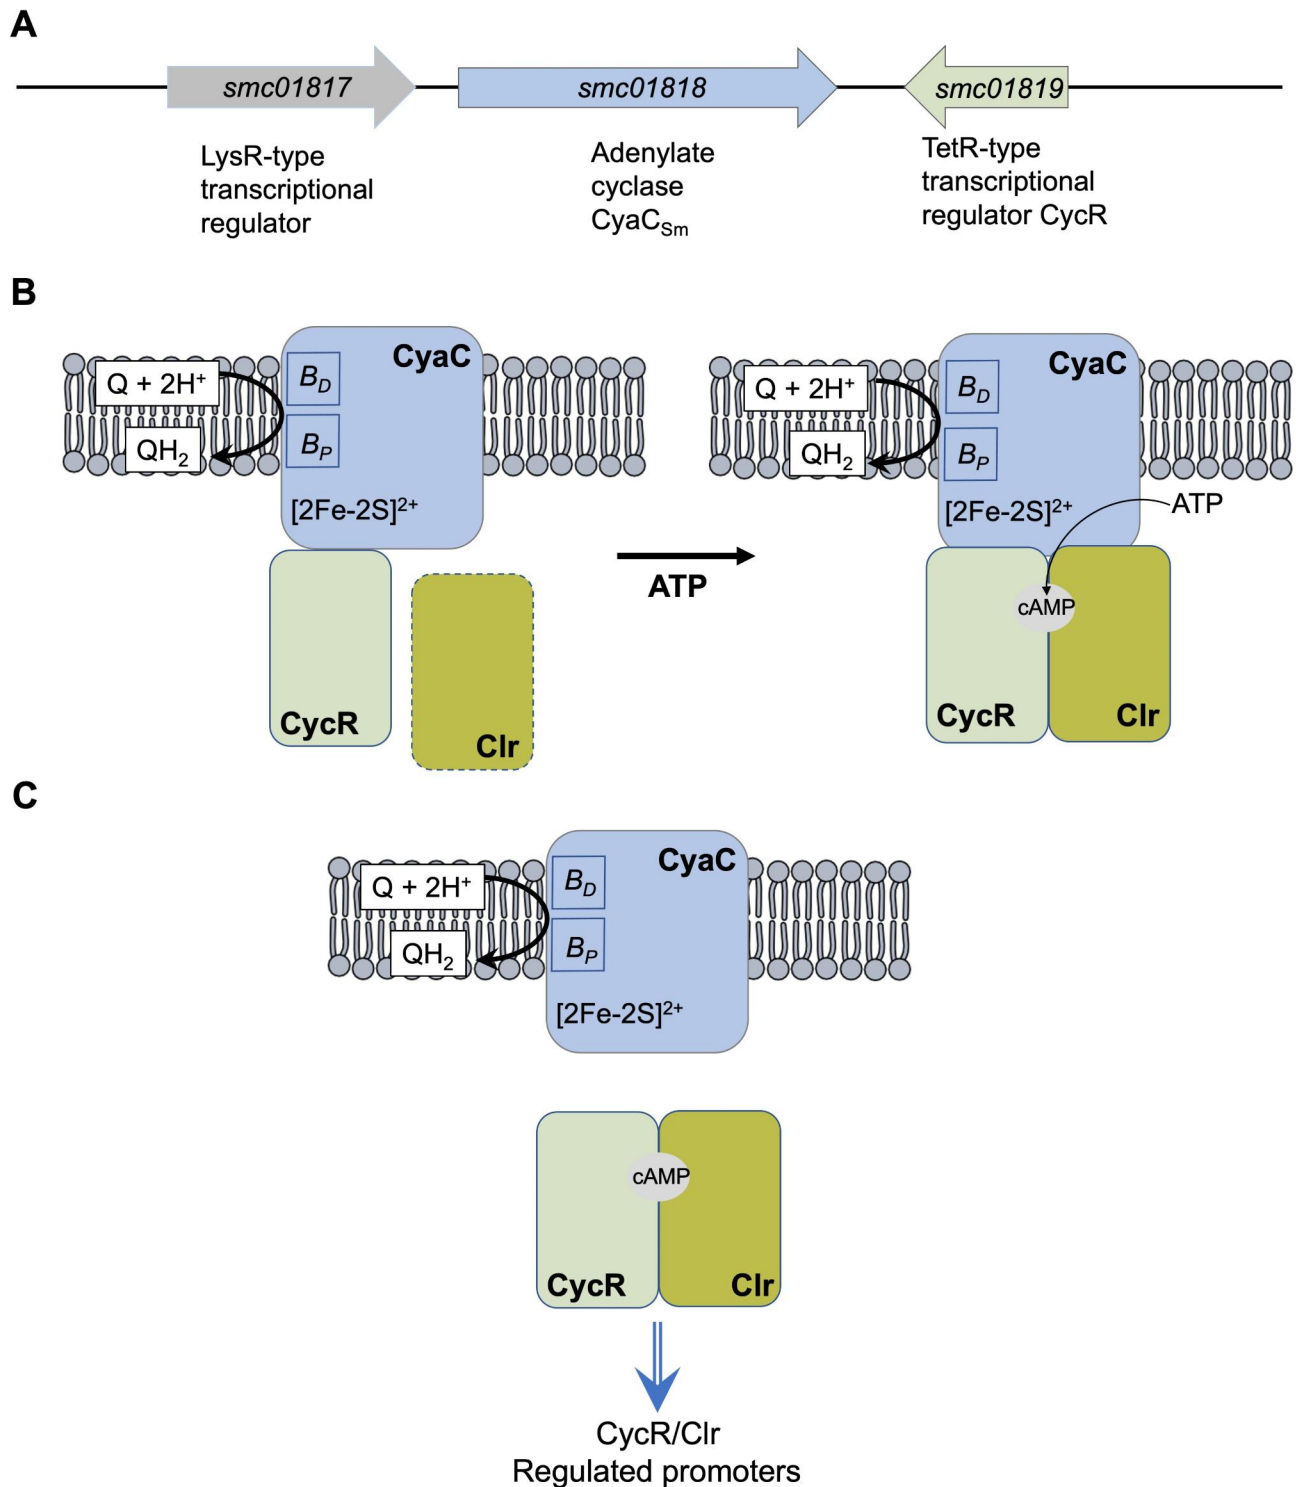 A
smc01817
smc01818
smc01819
LysR-type
transcriptional
regulator
Adenylate
cyclase
CyaCSm
TetR-type
transcriptional
regulator CycR
B
Q + 2H+
QH2
BD
BP
CyaC
[2Fe-2S]2+
CycR
Clr
ATP
Q + 2H+
QH2
BD
BP
CyaC
[2Fe-2S]2+
ATP
cAMP
CycR
Clr
C
Q + 2H+
QH2
BD
BP
CyaC
[2Fe-2S]2+
cAMP
CycR
Clr
CycR/Clr
Regulated promoters